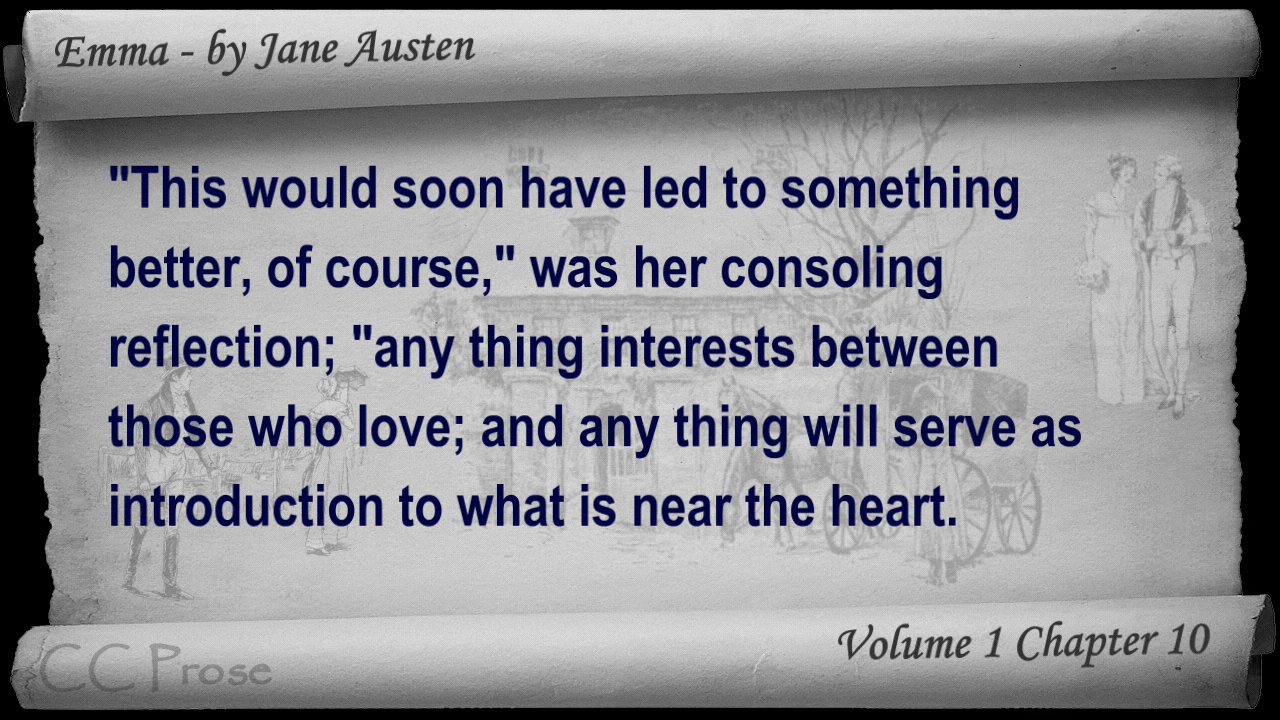 Emma - by Jane Austen
"This would soon have led to something
better, of course," was her consoling
reflection; "any thing interests between
those who love; and any thing will serve as
introduction to what is near the heart.
Volume 1 Chapter 10
CC Prose